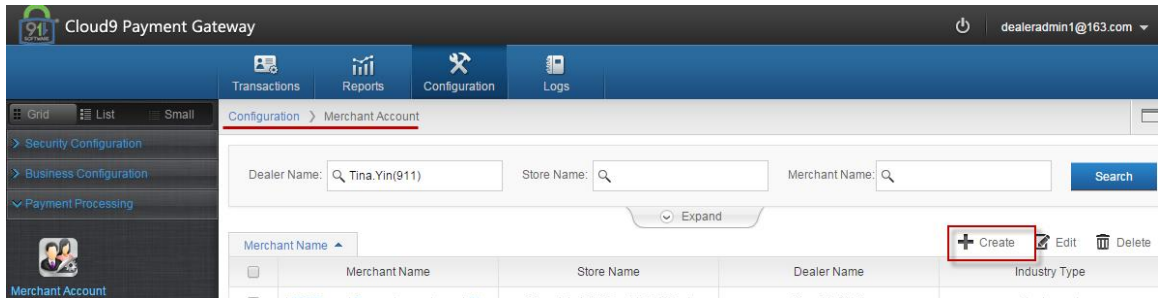 911 SOFTWARE
Cloud9 Payment Gateway
dealeradmin1@163.com
Transactions Reports Configuration Logs
Grid List Small
Configuration > Merchant Account
> Security Configuration
> Business Configuration
Dealer Name: Tina.Yin(911) Store Name: Merchant Name: Search
Payment Processing
Expand
Merchant Name
Create Edit Delete
Merchant Name Store Name Dealer Name Industry Type
Merchant Account